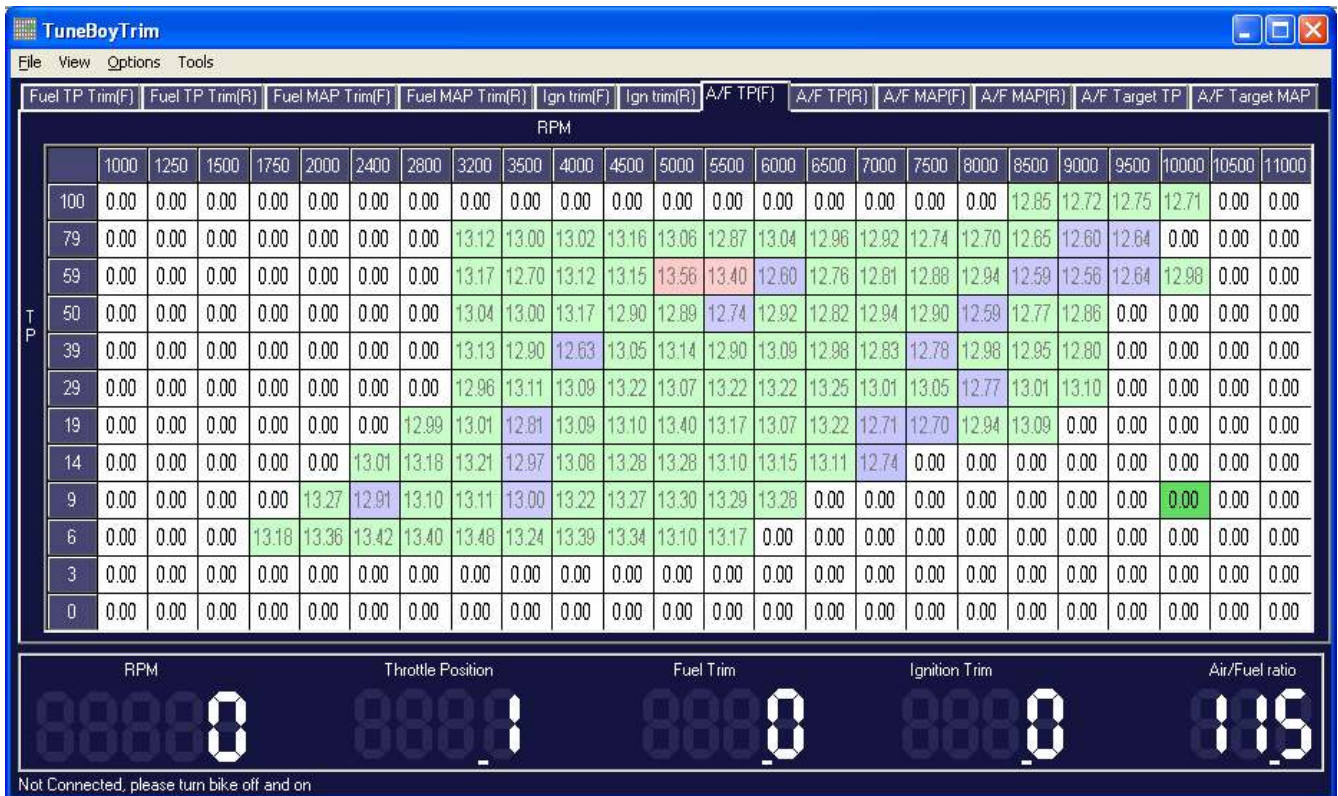 TuneBoyTrim
File View Options Tools
Fuel TP Trim(F) Fuel TP Trim(R) Fuel MAP Trim(F) Fuel MAP Trim(R) Ign trim(F) Ign trim(R) A/F TP(F) A/F TP(R) A/F MAP(F) A/F MAP(R) A/F Target TP A/F Target MAP
RPM
1000 1250 1500 1750 2000 2400 2800 3200 3500 4000 4500 5000 5500 6000 6500 7000 7500 8000 8500 9000 9500 10000 10500 11000
100 0.00 0.00 0.00 0.00 0.00 0.00 0.00 0.00 0.00 0.00 0.00 0.00 0.00 0.00 0.00 0.00 0.00 0.00 12.85 12.72 12.75 12.71 0.00 0.00
79 0.00 0.00 0.00 0.00 0.00 0.00 0.00 13.12 13.00 13.02 13.16 13.06 12.87 13.04 12.96 12.92 12.74 12.70 12.65 12.60 12.64 0.00 0.00 0.00
59 0.00 0.00 0.00 0.00 0.00 0.00 0.00 13.17 12.70 13.12 13.15 13.56 13.40 12.60 12.76 12.81 12.88 12.94 12.59 12.56 12.64 12.98 0.00 0.00
TP 50 0.00 0.00 0.00 0.00 0.00 0.00 0.00 13.04 13.00 13.17 12.90 12.89 12.74 12.92 12.82 12.94 12.90 12.59 12.77 12.86 0.00 0.00 0.00 0.00
39 0.00 0.00 0.00 0.00 0.00 0.00 0.00 13.13 12.90 12.63 13.05 13.14 12.90 13.09 12.98 12.83 12.78 12.98 12.95 12.80 0.00 0.00 0.00 0.00
29 0.00 0.00 0.00 0.00 0.00 0.00 0.00 12.96 13.11 13.09 13.22 13.07 13.22 13.22 13.25 13.01 13.05 12.77 13.01 13.10 0.00 0.00 0.00 0.00
19 0.00 0.00 0.00 0.00 0.00 0.00 12.99 13.01 12.81 13.09 13.10 13.40 13.17 13.07 13.22 12.71 12.70 12.94 13.09 0.00 0.00 0.00 0.00 0.00
14 0.00 0.00 0.00 0.00 0.00 13.01 13.18 13.21 12.97 13.08 13.28 13.28 13.10 13.15 13.11 12.74 0.00 0.00 0.00 0.00 0.00 0.00 0.00 0.00
9 0.00 0.00 0.00 0.00 13.27 12.91 13.10 13.11 13.00 13.22 13.27 13.30 13.29 13.28 0.00 0.00 0.00 0.00 0.00 0.00 0.00 0.00 0.00 0.00
6 0.00 0.00 0.00 13.18 13.36 13.42 13.40 13.48 13.24 13.39 13.34 13.10 13.17 0.00 0.00 0.00 0.00 0.00 0.00 0.00 0.00 0.00 0.00 0.00
3 0.00 0.00 0.00 0.00 0.00 0.00 0.00 0.00 0.00 0.00 0.00 0.00 0.00 0.00 0.00 0.00 0.00 0.00 0.00 0.00 0.00 0.00 0.00 0.00
0 0.00 0.00 0.00 0.00 0.00 0.00 0.00 0.00 0.00 0.00 0.00 0.00 0.00 0.00 0.00 0.00 0.00 0.00 0.00 0.00 0.00 0.00 0.00 0.00
RPM Throttle Position Fuel Trim Ignition Trim Air/Fuel ratio
0 .1 .0 .0 11.5
Not Connected, please turn bike off and on